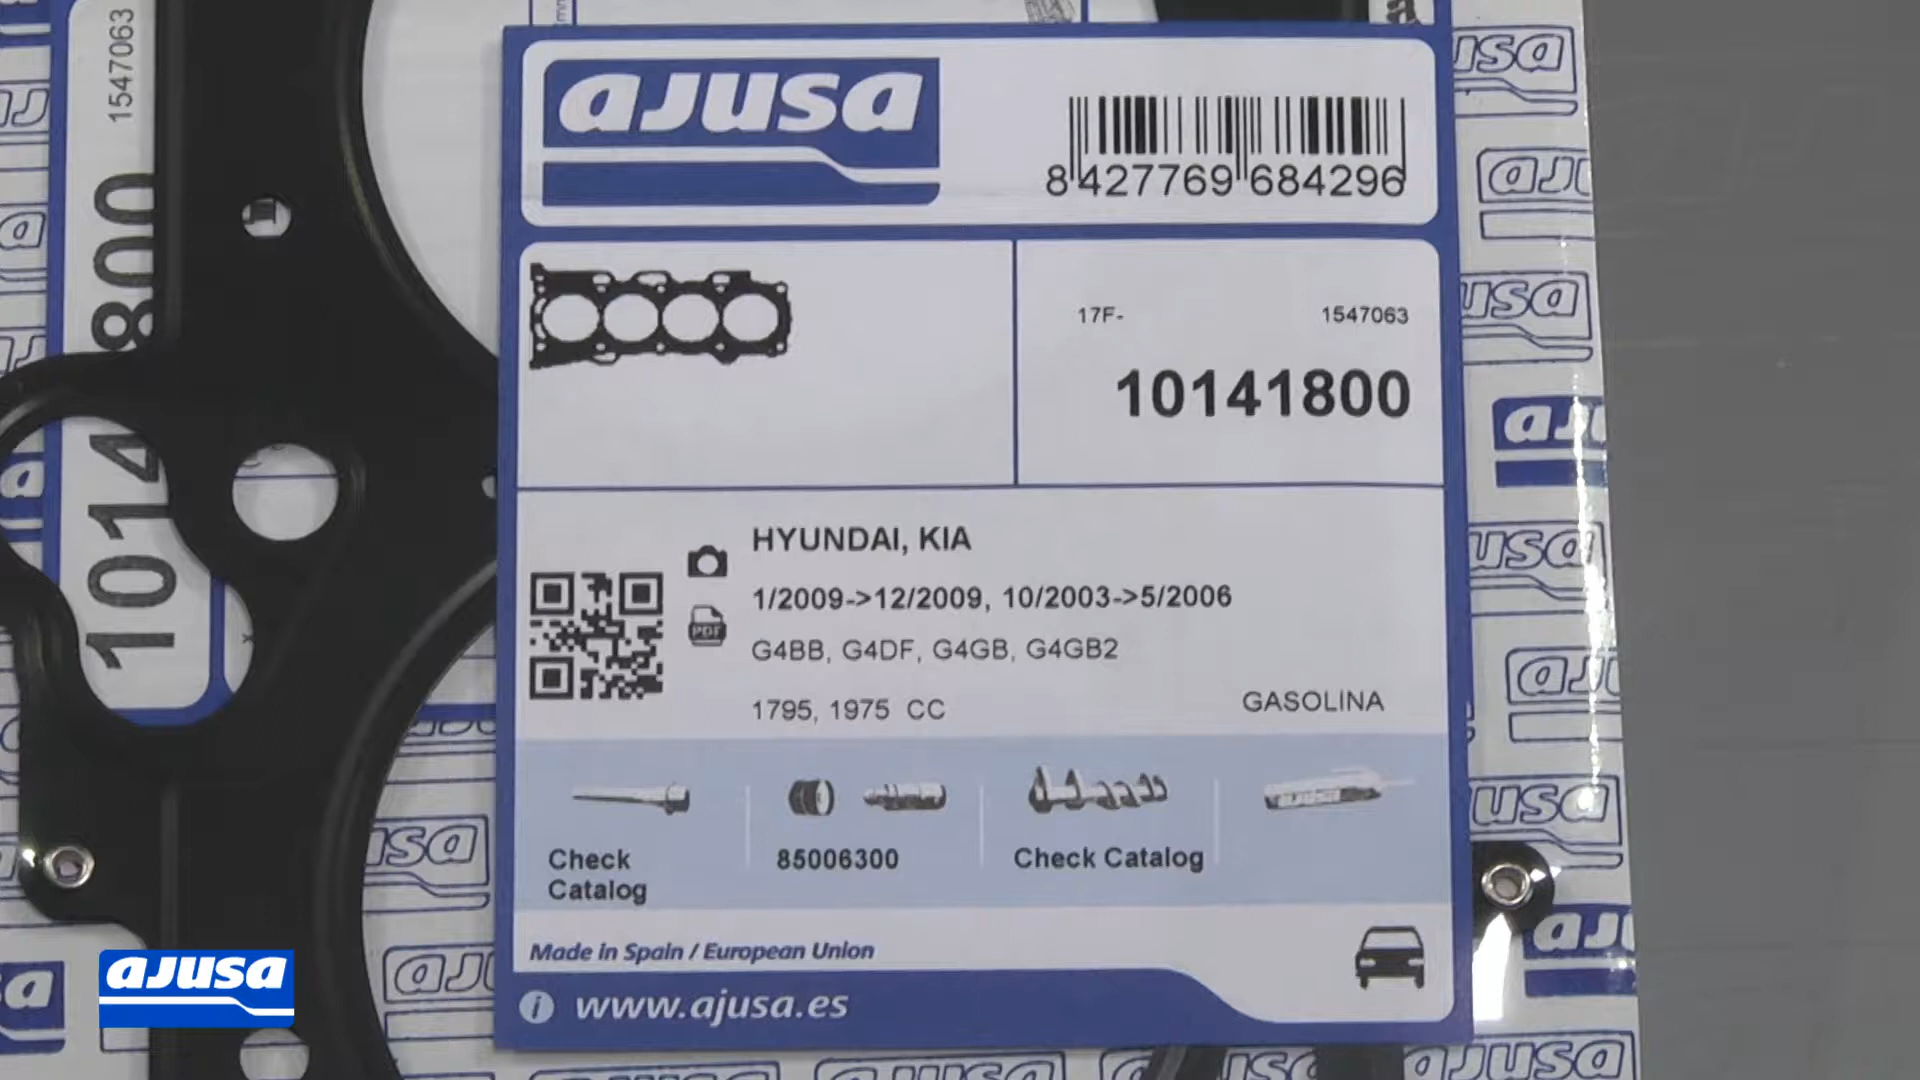 ajusa
8 427769 684296
17F-
1547063
10141800
HYUNDAI, KIA
1/2009->12/2009, 10/2003->5/2006
G4BB, G4DF, G4GB, G4GB2
1795, 1975 CC
GASOLINA
PDF
Check
Catalog
85006300
Check Catalog
Made in Spain / European Union
i www.ajusa.es
1547063
ajusa
ajusa